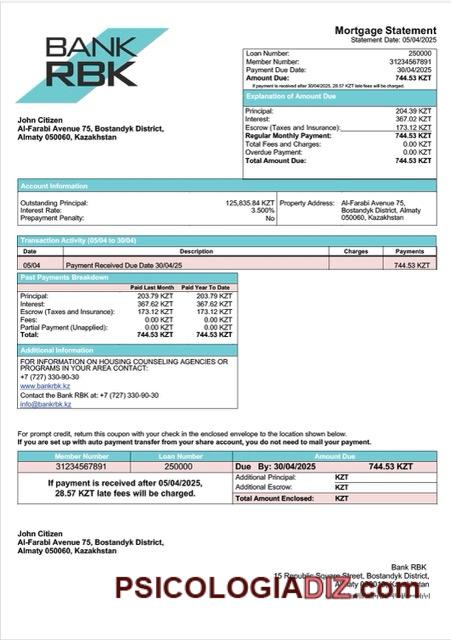 BANK
RBK
Mortgage Statement
Statement Date: 05/04/2025
Loan Number: 250000
Member Number: 31234567891
Payment Due Date: 30/04/2025
Amount Due: 744.53 KZT
If payment is received after 30/04/2025, 28.57 KZT late fees will be charged.
Explanation of Amount Due
Principal: 204.39 KZT
Interest: 367.02 KZT
Escrow (Taxes and Insurance): 173.12 KZT
Regular Monthly Payment: 744.53 KZT
Total Fees and Charges: 0.00 KZT
Overdue Payment: 0.00 KZT
Total Amount Due: 744.53 KZT
John Citizen
Al-Farabi Avenue 75, Bostandyk District,
Almaty 050060, Kazakhstan
Account Information
Outstanding Principal: 125,835.84 KZT
Interest Rate: 3.500%
Prepayment Penalty: No
Property Address: Al-Farabi Avenue 75,
Bostandyk District, Almaty
050060, Kazakhstan
Transaction Activity (05/04 to 30/04)
Date Description Charges Payments
05/04 Payment Received Due Date 30/04/25 744.53 KZT
Past Payments Breakdown
Paid Last Month Paid Year To Date
Principal: 203.79 KZT 203.79 KZT
Interest: 367.62 KZT 367.62 KZT
Escrow (Taxes and Insurance): 173.12 KZT 173.12 KZT
Fees: 0.00 KZT 0.00 KZT
Partial Payment (Unapplied): 0.00 KZT 0.00 KZT
Total: 744.53 KZT 744.53 KZT
Additional Information
FOR INFORMATION ON HOUSING COUNSELING AGENCIES OR
PROGRAMS IN YOUR AREA CONTACT:
+7 (727) 330-90-30
www.bankrbk.kz
Contact the Bank RBK at: +7 (727) 330-90-30
info@bankrbk.kz
For prompt credit, return this coupon with your check in the enclosed envelope to the location shown below.
If you are set up with auto payment transfer from your share account, you do not need to mail your payment.
Member Number Loan Number Amount Due
31234567891 250000 Due By: 30/04/2025 744.53 KZT
If payment is received after 05/04/2025,
28.57 KZT late fees will be charged.
Additional Principal: KZT
Additional Escrow: KZT
Total Amount Enclosed: KZT
John Citizen
Al-Farabi Avenue 75, Bostandyk District,
Almaty 050060, Kazakhstan
Bank RBK
15 Republic Square Street, Bostandyk District,
PSICOLOGIADIZ.com